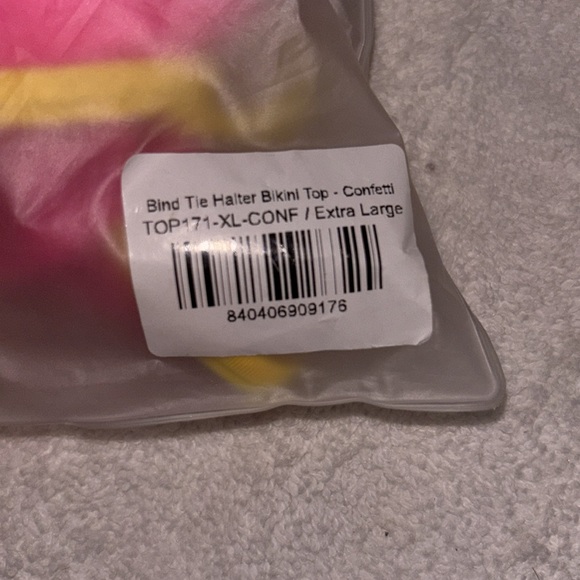 Bind Tie Halter Bikini Top - Confetti
TOP171-XL-CONF / Extra Large
840406909176